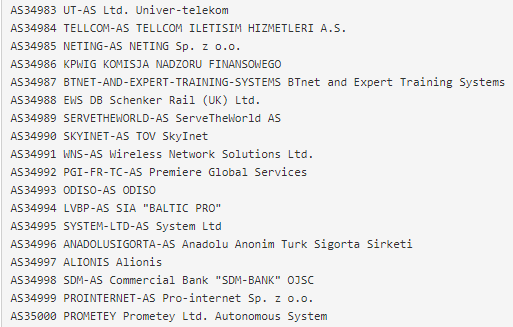 AS34983 UT-AS Ltd. Univer-telekom
AS34984 TELLCOM-AS TELLCOM ILETISIM HIZMETLERI A.S.
AS34985 NETING-AS NETING Sp. z o.o.
AS34986 KPWIG KOMISJA NADZORU FINANSOWEGO
AS34987 BTNET-AND-EXPERT-TRAINING-SYSTEMS BTnet and Expert Training Systems
AS34988 EWS DB Schenker Rail (UK) Ltd.
AS34989 SERVETHEWORLD-AS ServeTheWorld AS
AS34990 SKYINET-AS TOV SkyInet
AS34991 WNS-AS Wireless Network Solutions Ltd.
AS34992 PGI-FR-TC-AS Premiere Global Services
AS34993 ODISO-AS ODISO
AS34994 LVBP-AS SIA "BALTIC PRO"
AS34995 SYSTEM-LTD-AS System Ltd
AS34996 ANADOLUSIGORTA-AS Anadolu Anonim Turk Sigorta Sirketi
AS34997 ALIONIS Alionis
AS34998 SDM-AS Commercial Bank "SDM-BANK" OJSC
AS34999 PROINTERNET-AS Pro-internet Sp. z o.o.
AS35000 PROMETEY Prometey Ltd. Autonomous System